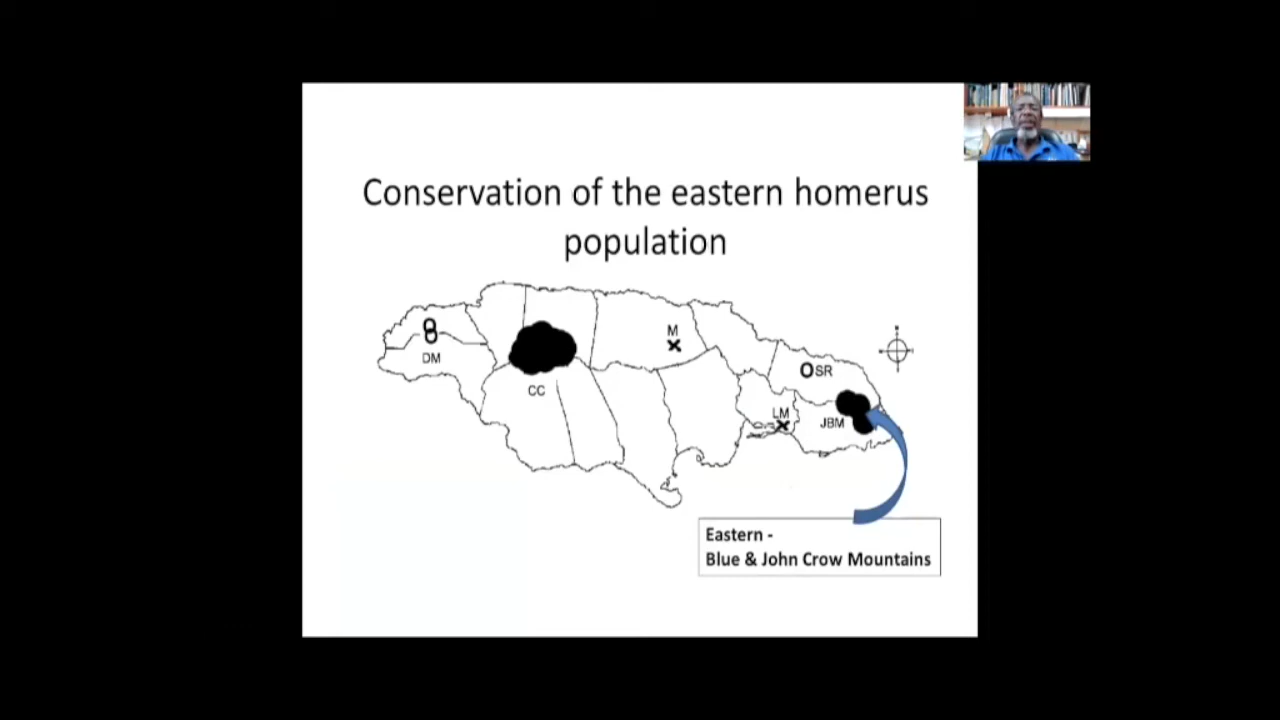 Conservation of the eastern homerus
population
M
DM
SR
CC
LM
JBM
Eastern -
Blue & John Crow Mountains